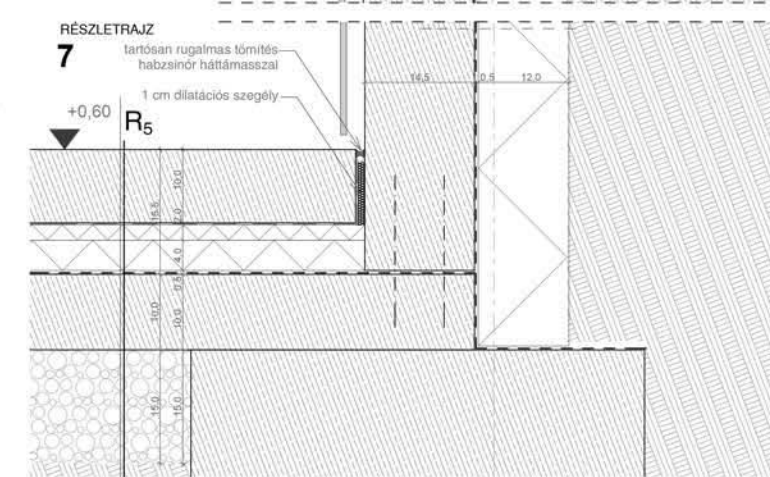 RÉSZLETRAJZ
7
tartósan rugalmas tömítés
habzsinór háttámasszal
1 cm dilatációs szegély
+0,60
R5
14,5
0,5
12,0
10,0
16,5
2,0
4,0
0,5
10,0
10,0
15,0
15,0